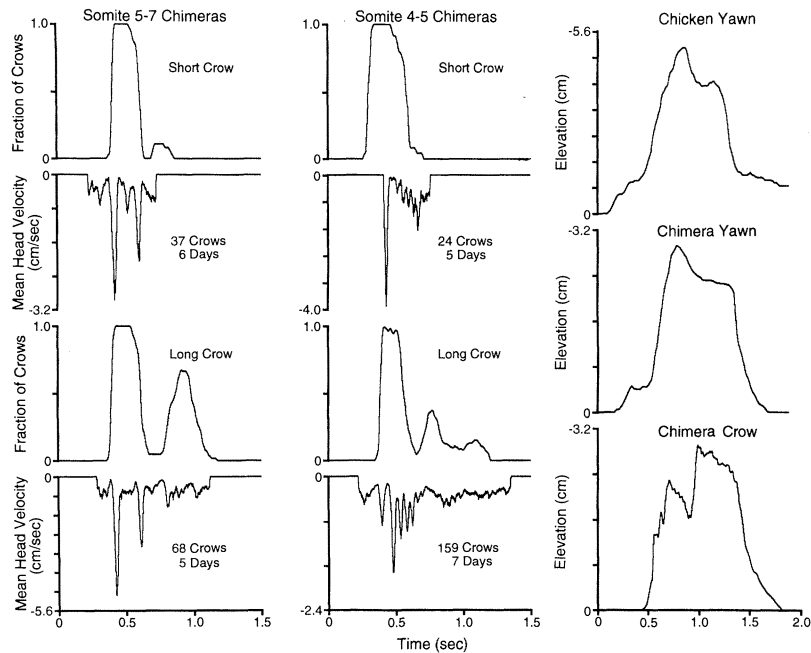 Somite 5-7 Chimeras
1.0
Fraction of Crows
Short Crow
0
0
Mean Head Velocity
(cm/sec)
37 Crows
6 Days
-3.2
1.0
Fraction of Crows
Long Crow
0
0
Mean Head Velocity
(cm/sec)
68 Crows
5 Days
-5.6
0 0.5 1.0 1.5
Somite 4-5 Chimeras
1.0
Short Crow
0
0
24 Crows
5 Days
-4.0
1.0
Long Crow
0
0
159 Crows
7 Days
-2.4
0 0.5 1.0 1.5
Time (sec)
Chicken Yawn
-5.6
Elevation (cm)
0
Chimera Yawn
-3.2
Elevation (cm)
0
Chimera Crow
-3.2
Elevation (cm)
0
0 0.5 1.0 1.5 2.0